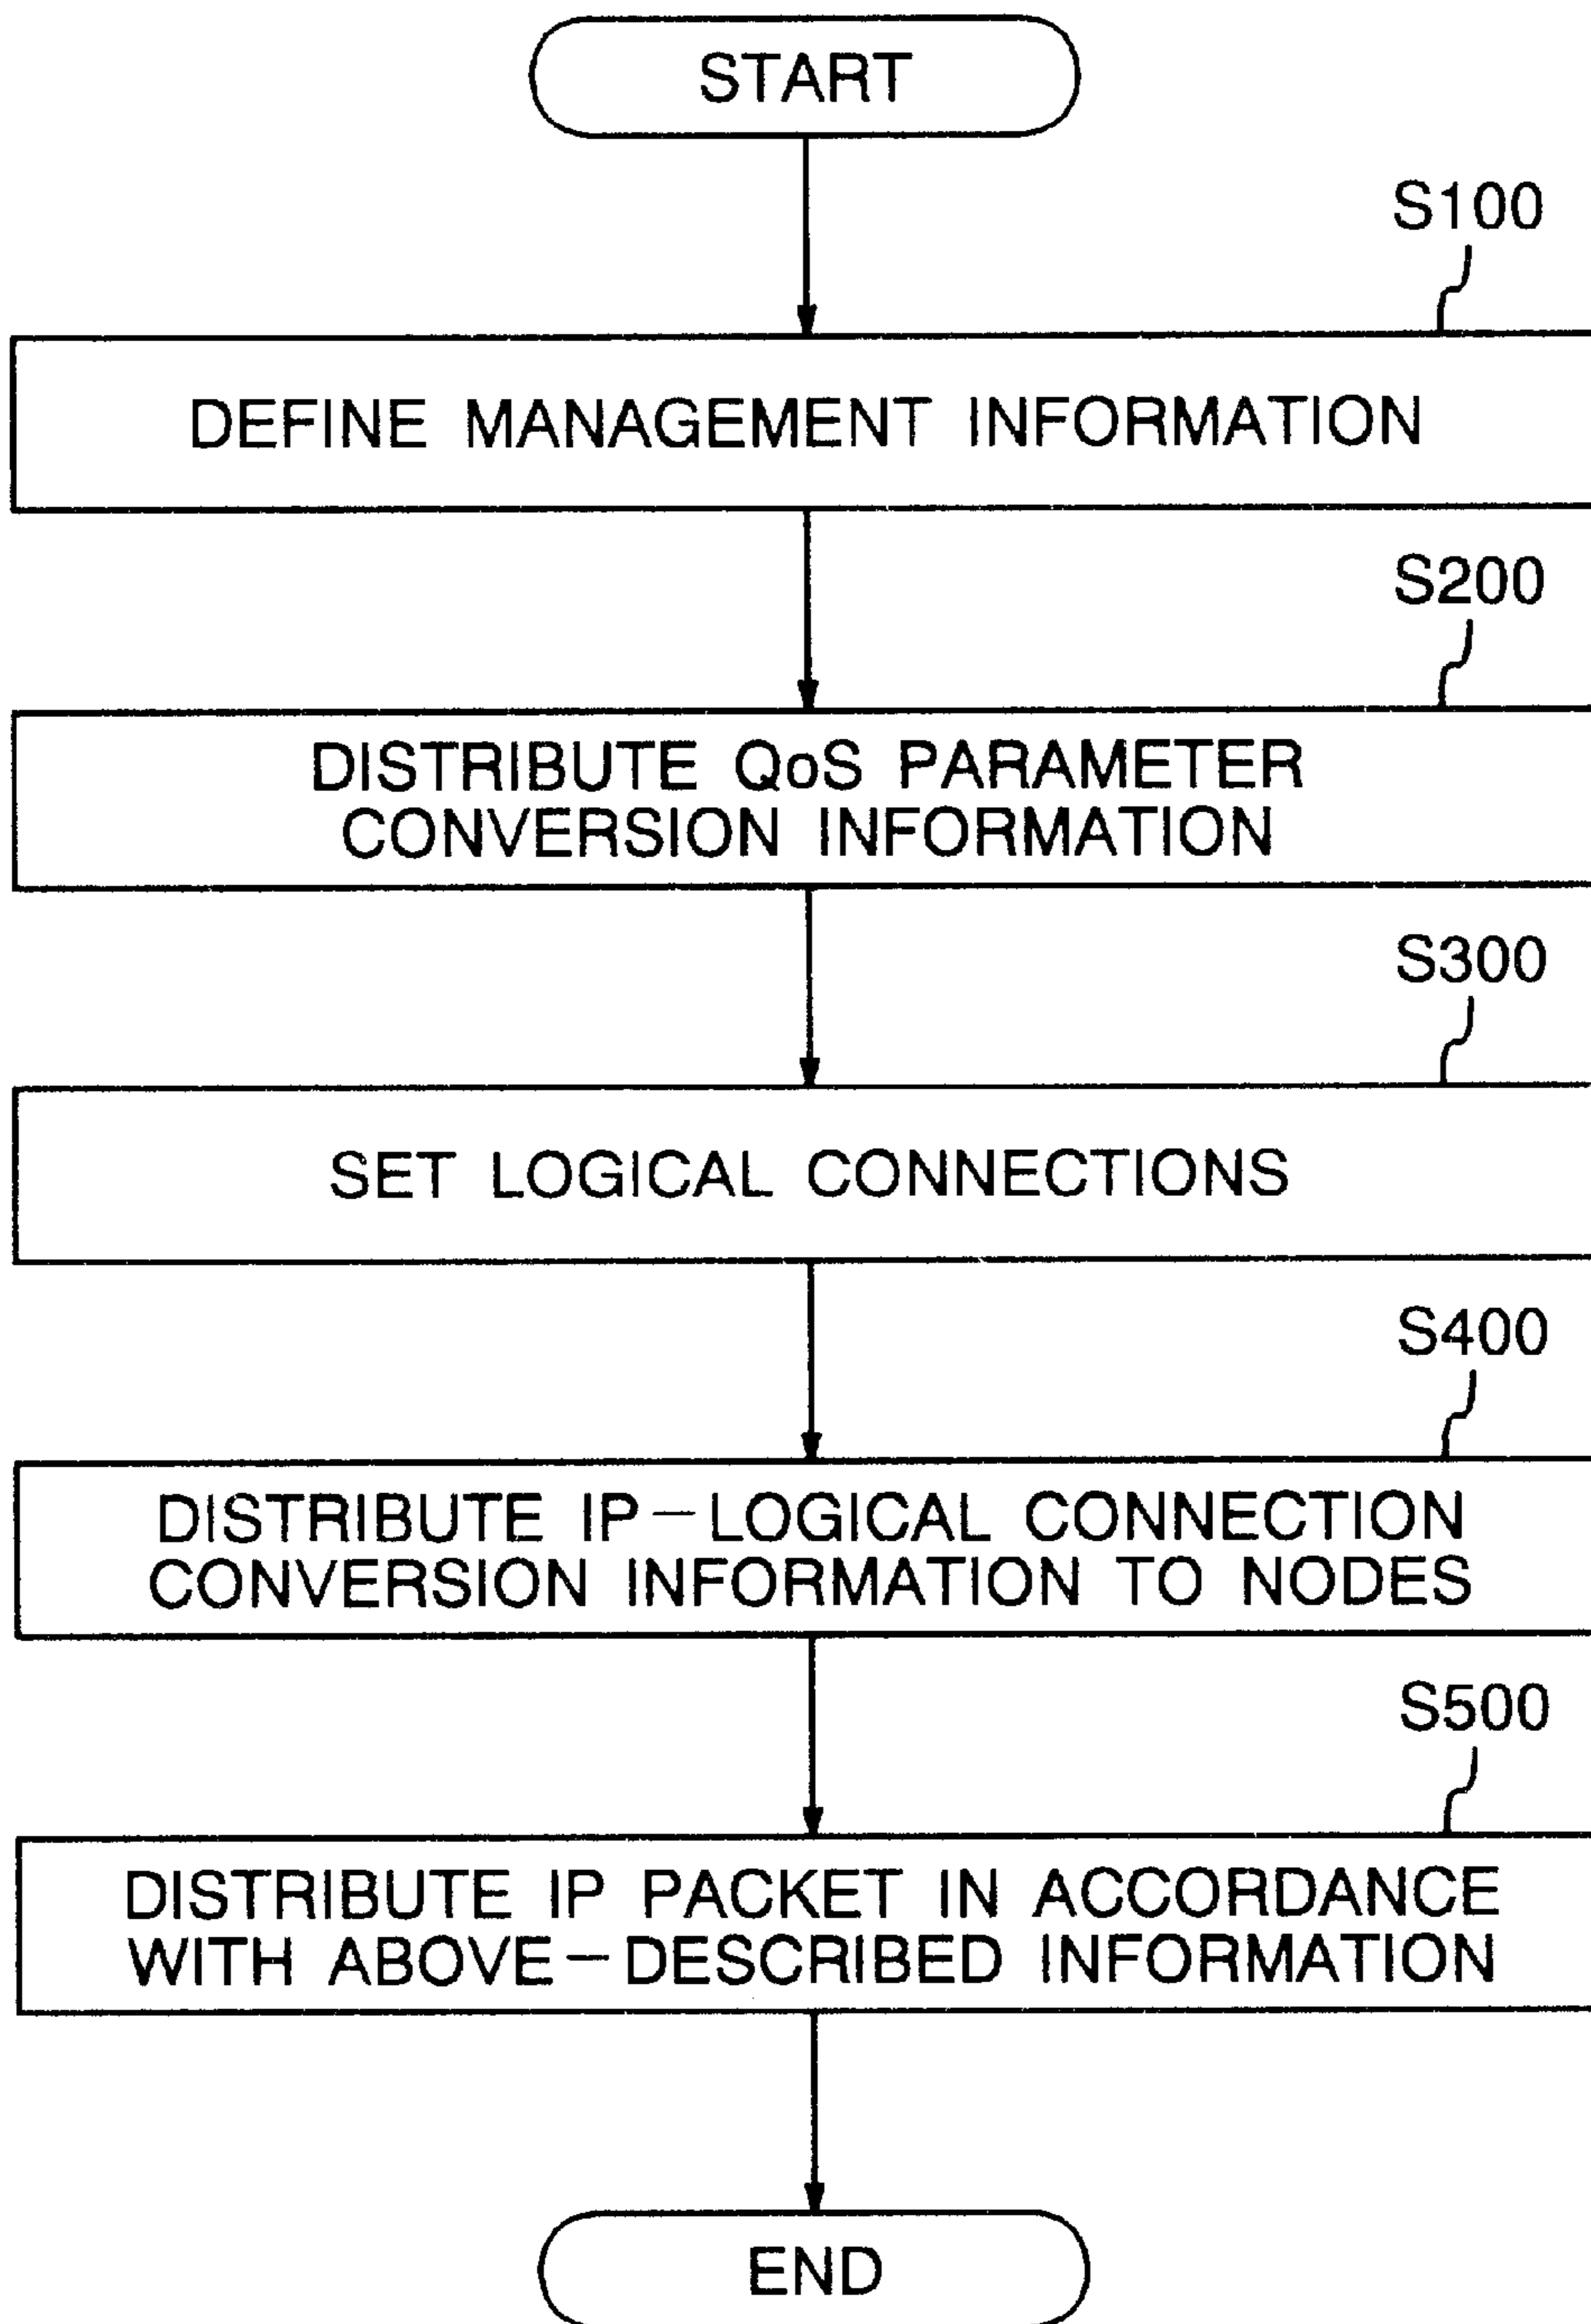 START
S100
DEFINE MANAGEMENT INFORMATION
S200
DISTRIBUTE QoS PARAMETER
CONVERSION INFORMATION
S300
SET LOGICAL CONNECTIONS
S400
DISTRIBUTE IP—LOGICAL CONNECTION
CONVERSION INFORMATION TO NODES
S500
DISTRIBUTE IP PACKET IN ACCORDANCE
WITH ABOVE—DESCRIBED INFORMATION
END